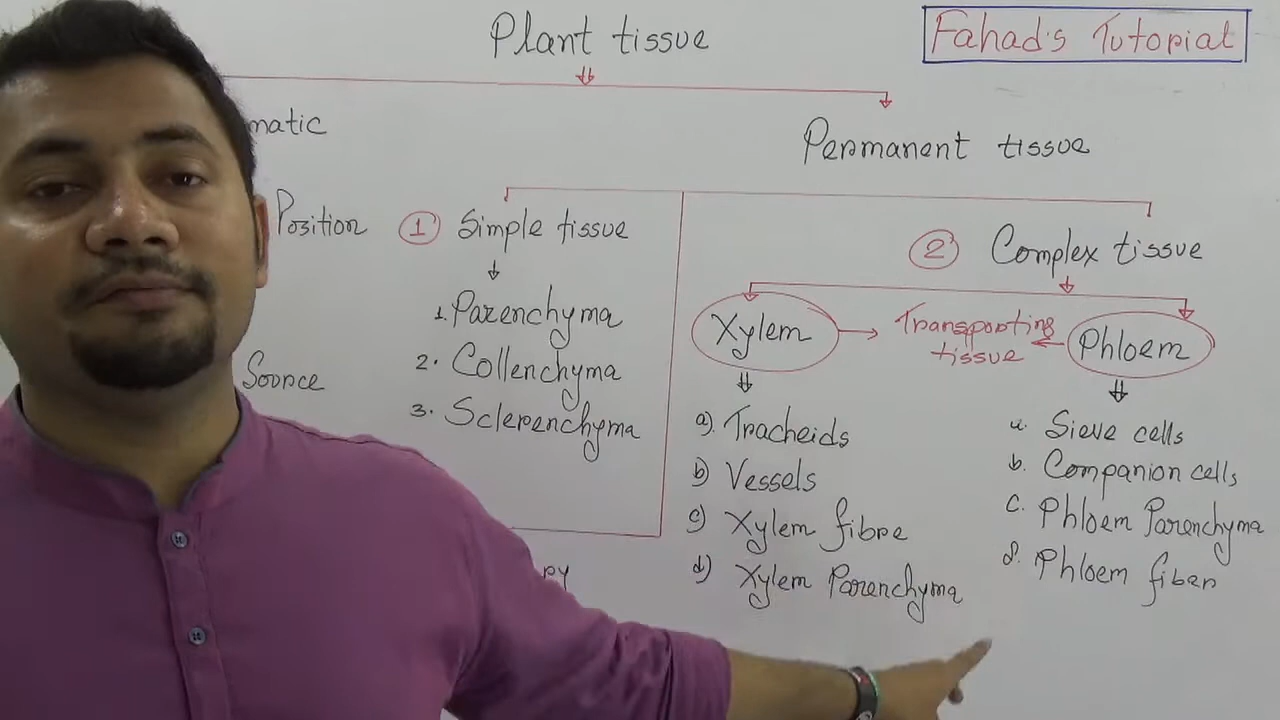 Plant tissue
Fahad's Tutorial
matic
Permanent tissue
Position
1 Simple tissue
2 Complex tissue
1. Parenchyma
2. Collenchyma
3. Sclerenchyma
Xylem
Transporting
tissue
Phloem
Source
a) Tracheids
b) Vessels
c) Xylem fibre
d) Xylem Parenchyma
a. Sieve cells
b. Companion cells
c. Phloem Parenchyma
d. Phloem fiber
ry